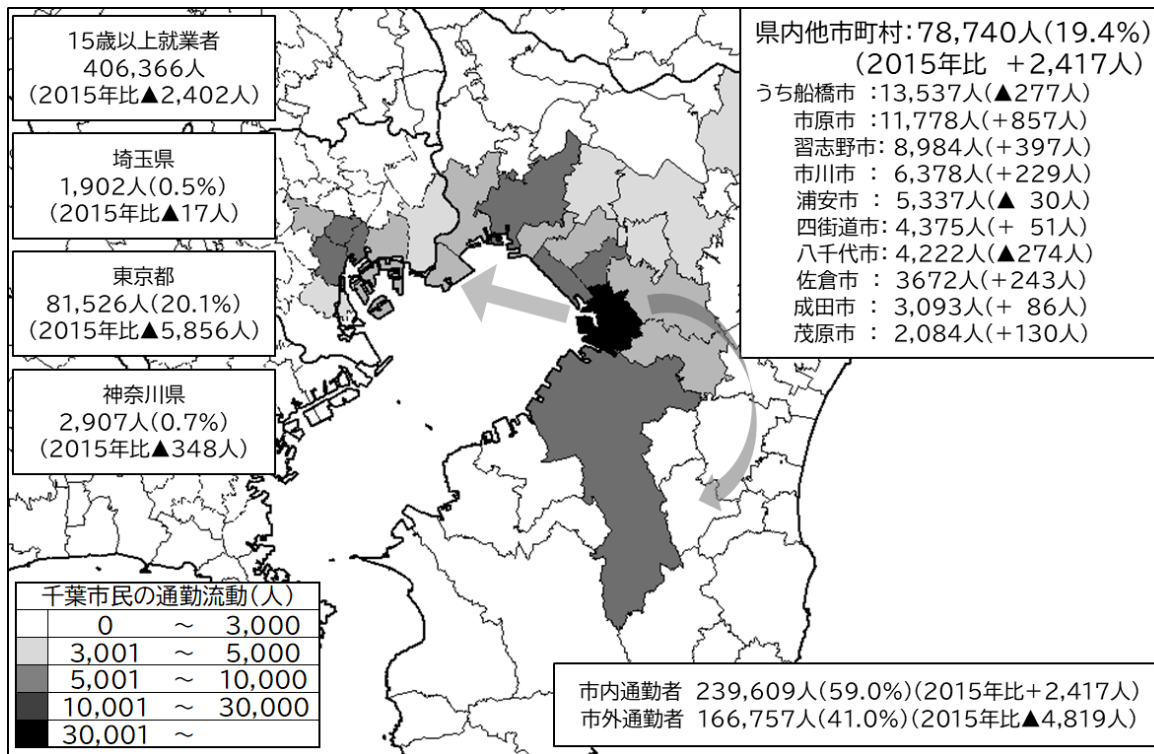 15歳以上就業者
406,366人
(2015年比▲2,402人)
埼玉県
1,902人(0.5%)
(2015年比▲17人)
東京都
81,526人(20.1%)
(2015年比▲5,856人)
神奈川県
2,907人(0.7%)
(2015年比▲348人)
県内他市町村:78,740人(19.4%)
(2015年比 +2,417人)
うち船橋市 :13,537人(▲277人)
市原市 :11,778人(+857人)
習志野市: 8,984人(+397人)
市川市 : 6,378人(+229人)
浦安市 : 5,337人(▲ 30人)
四街道市: 4,375人(+ 51人)
八千代市: 4,222人(▲274人)
佐倉市 : 3672人(+243人)
成田市 : 3,093人(+ 86人)
茂原市 : 2,084人(+130人)
千葉市民の通勤流動(人)
0 ~ 3,000
3,001 ~ 5,000
5,001 ~ 10,000
10,001 ~ 30,000
30,001 ~
市内通勤者 239,609人(59.0%)(2015年比+2,417人)
市外通勤者 166,757人(41.0%)(2015年比▲4,819人)